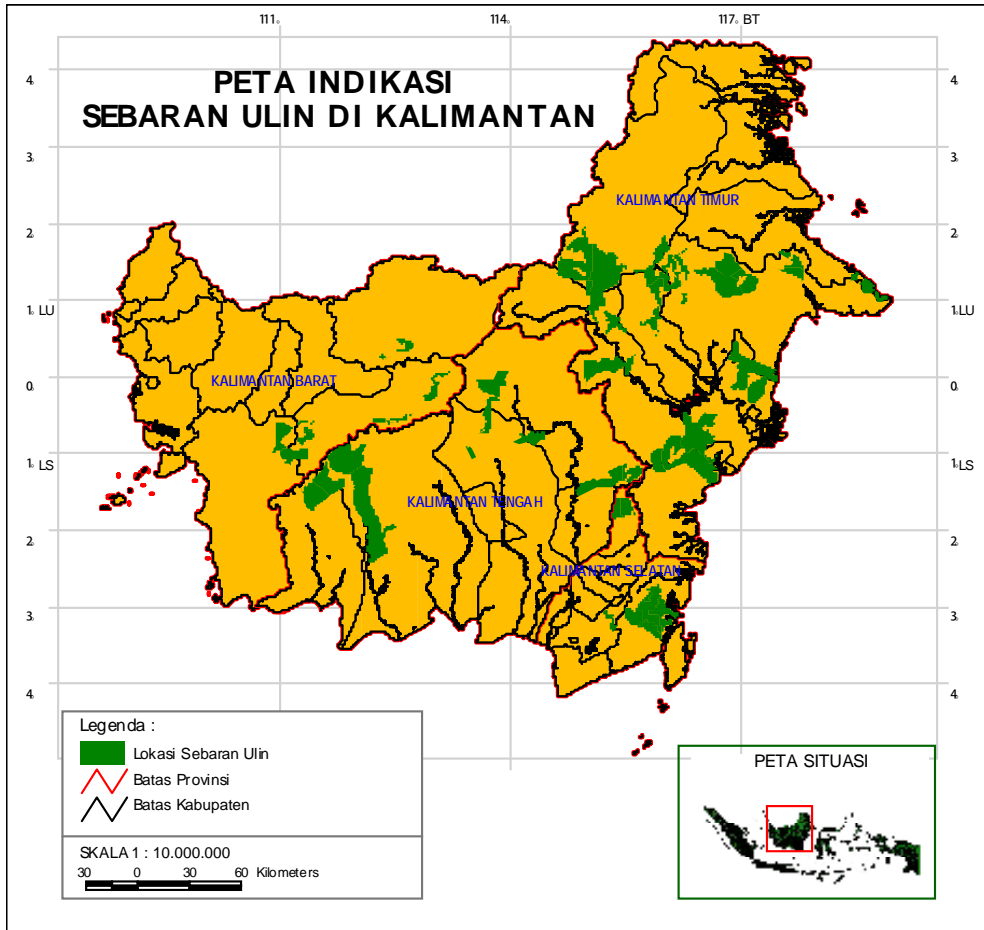 111°
114°
117° BT
PETA INDIKASI
SEBARAN ULIN DI KALIMANTAN
4°
4°
3°
3°
KALIMANTAN TIMUR
2°
2°
1° LU
1° LU
KALIMANTAN BARAT
0°
0°
1° LS
1° LS
KALIMANTAN TENGAH
2°
2°
KALIMANTAN SELATAN
3°
3°
4°
4°
Legenda :
Lokasi Sebaran Ulin
Batas Provinsi
Batas Kabupaten
SKALA 1 : 10.000.000
30 0 30 60 Kilometers
PETA SITUASI